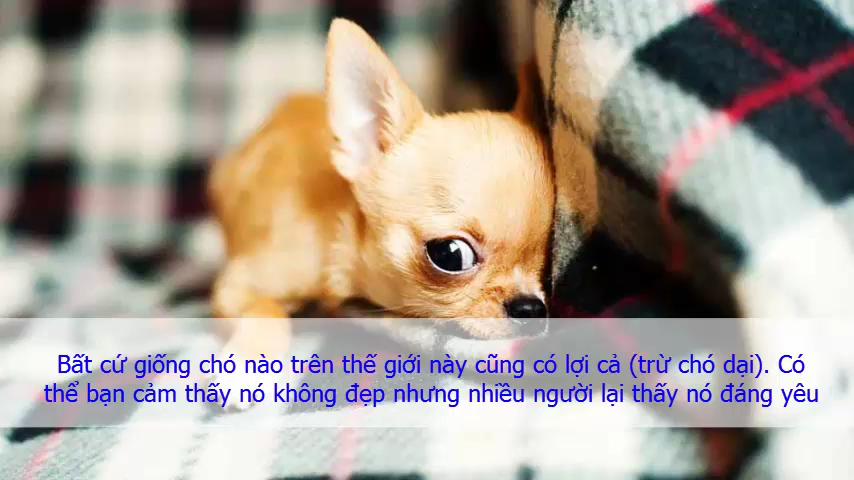 Bất cứ giống chó nào trên thế giới này cũng có lợi cả (trừ chó dại). Có
thể bạn cảm thấy nó không đẹp nhưng nhiều người lại thấy nó đáng yêu